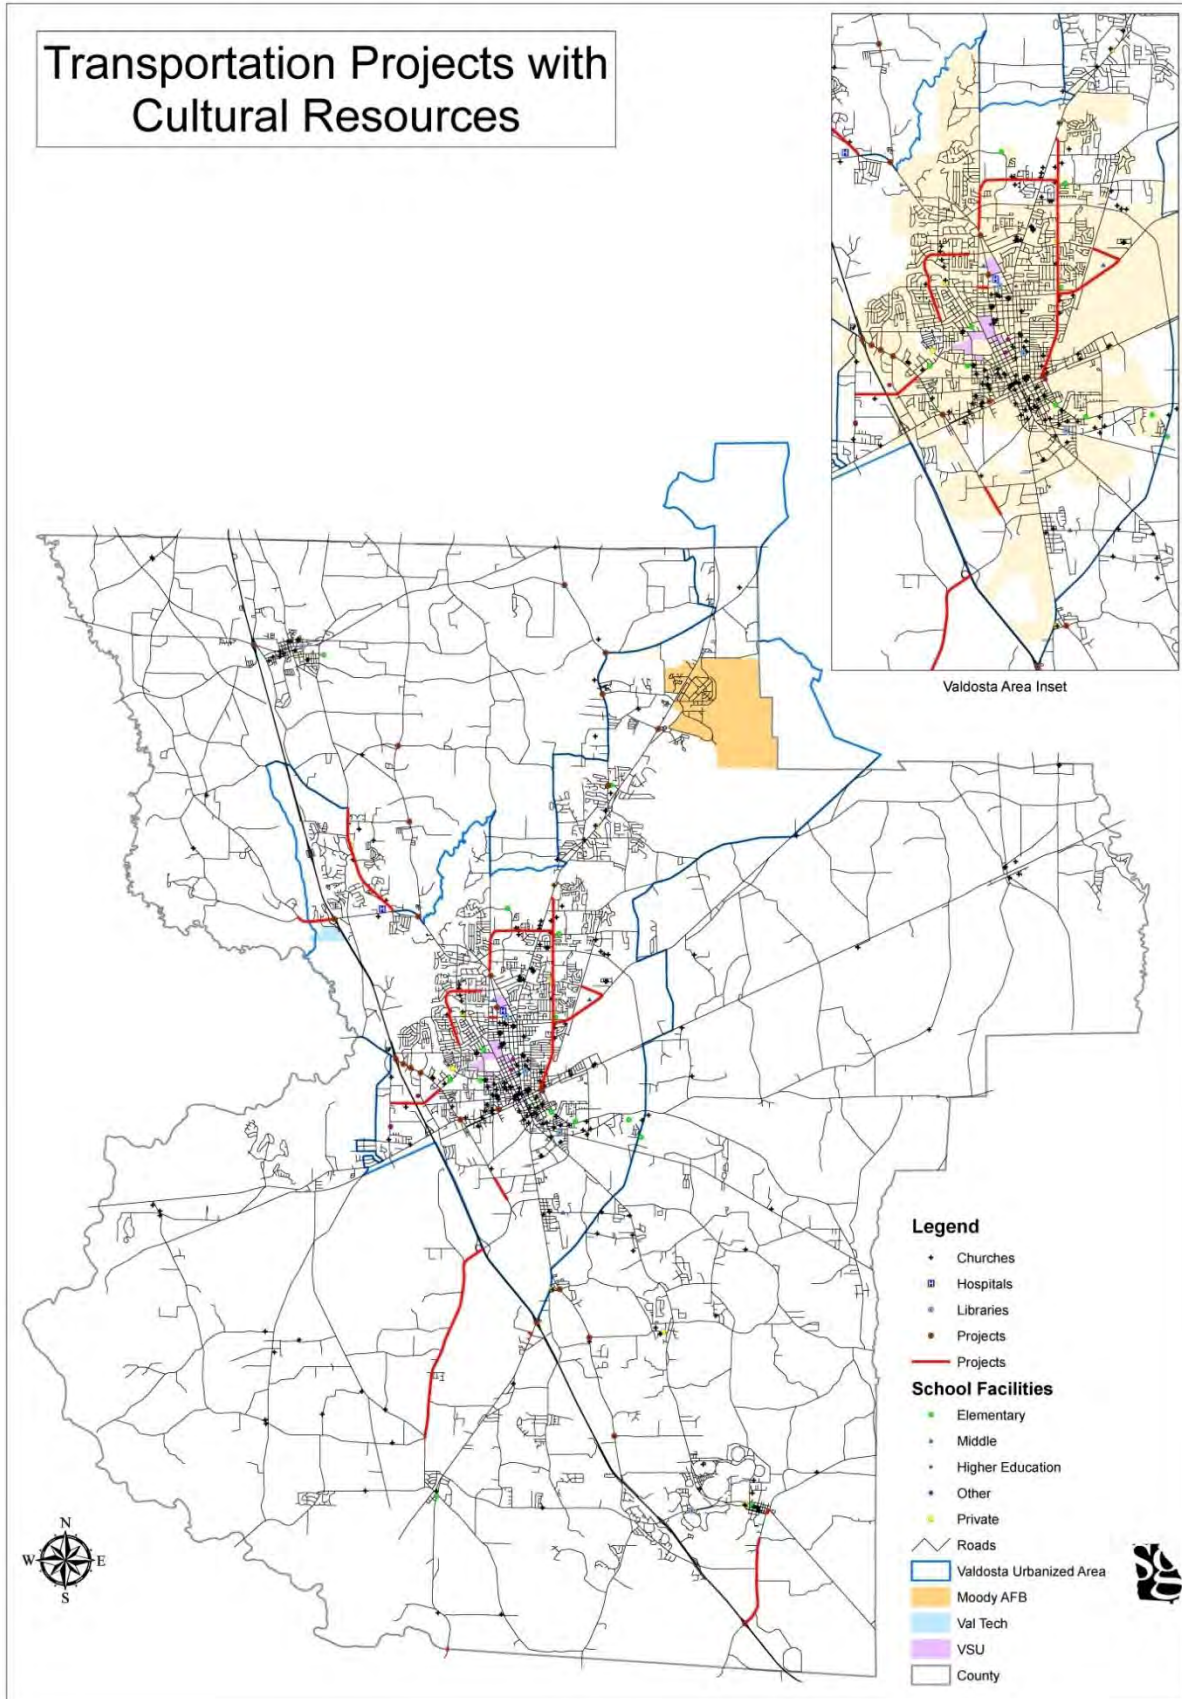 Transportation Projects with
Cultural Resources
Valdosta Area Inset
Legend
Churches
H Hospitals
Libraries
Projects
Projects
School Facilities
Elementary
Middle
Higher Education
Other
Private
Roads
Valdosta Urbanized Area
Moody AFB
Val Tech
VSU
County
N
W E
S